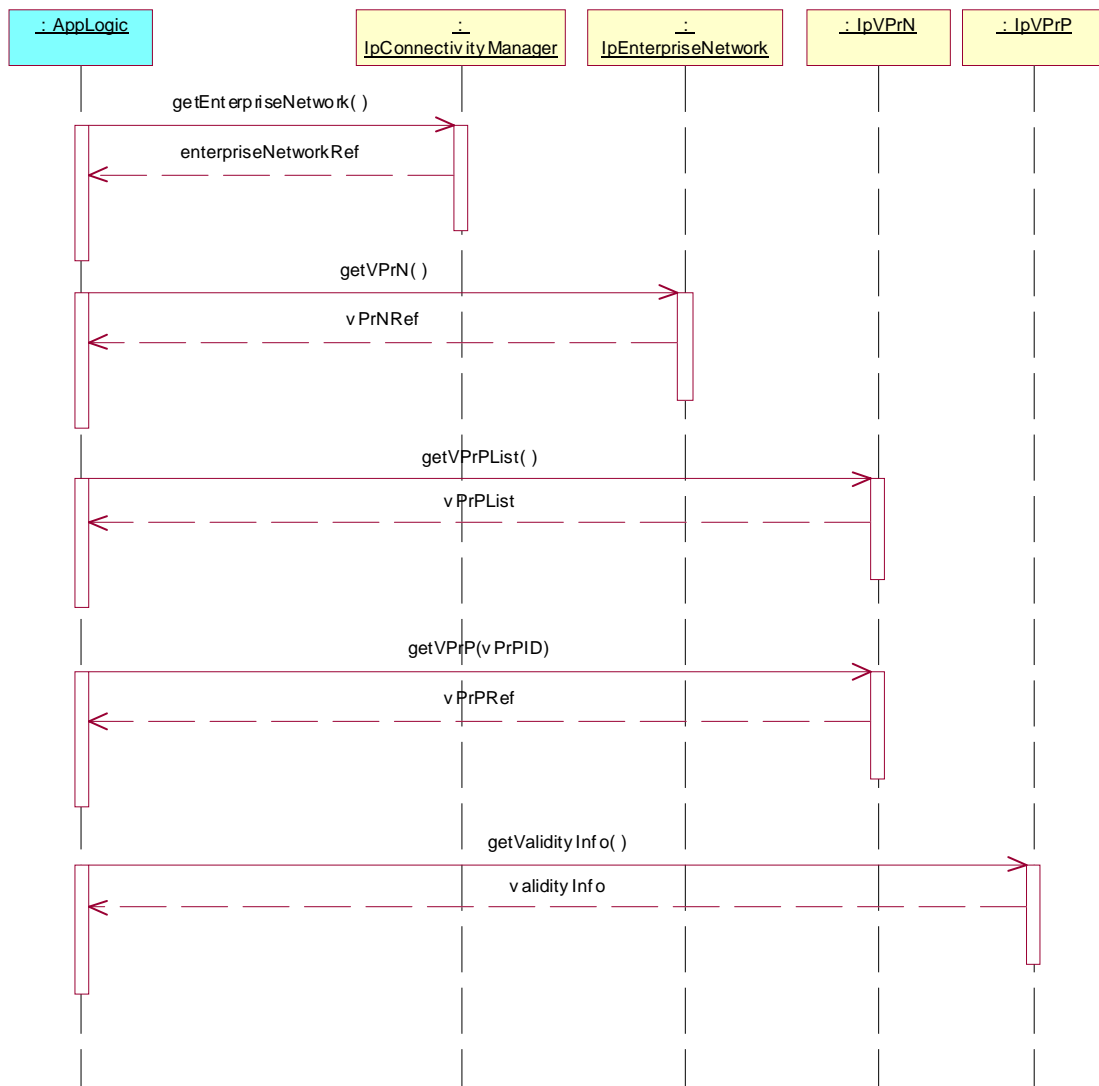 : AppLogic
:
IpConnectivityManager
:
IpEnterpriseNetwork
: IpVPrN
: IpVPrP
getEnterpriseNetwork( )
enterpriseNetworkRef
getVPrN( )
vPrNRef
getVPrPList( )
vPrPList
getVPrP(vPrPID)
vPrPRef
getValidityInfo( )
validityInfo